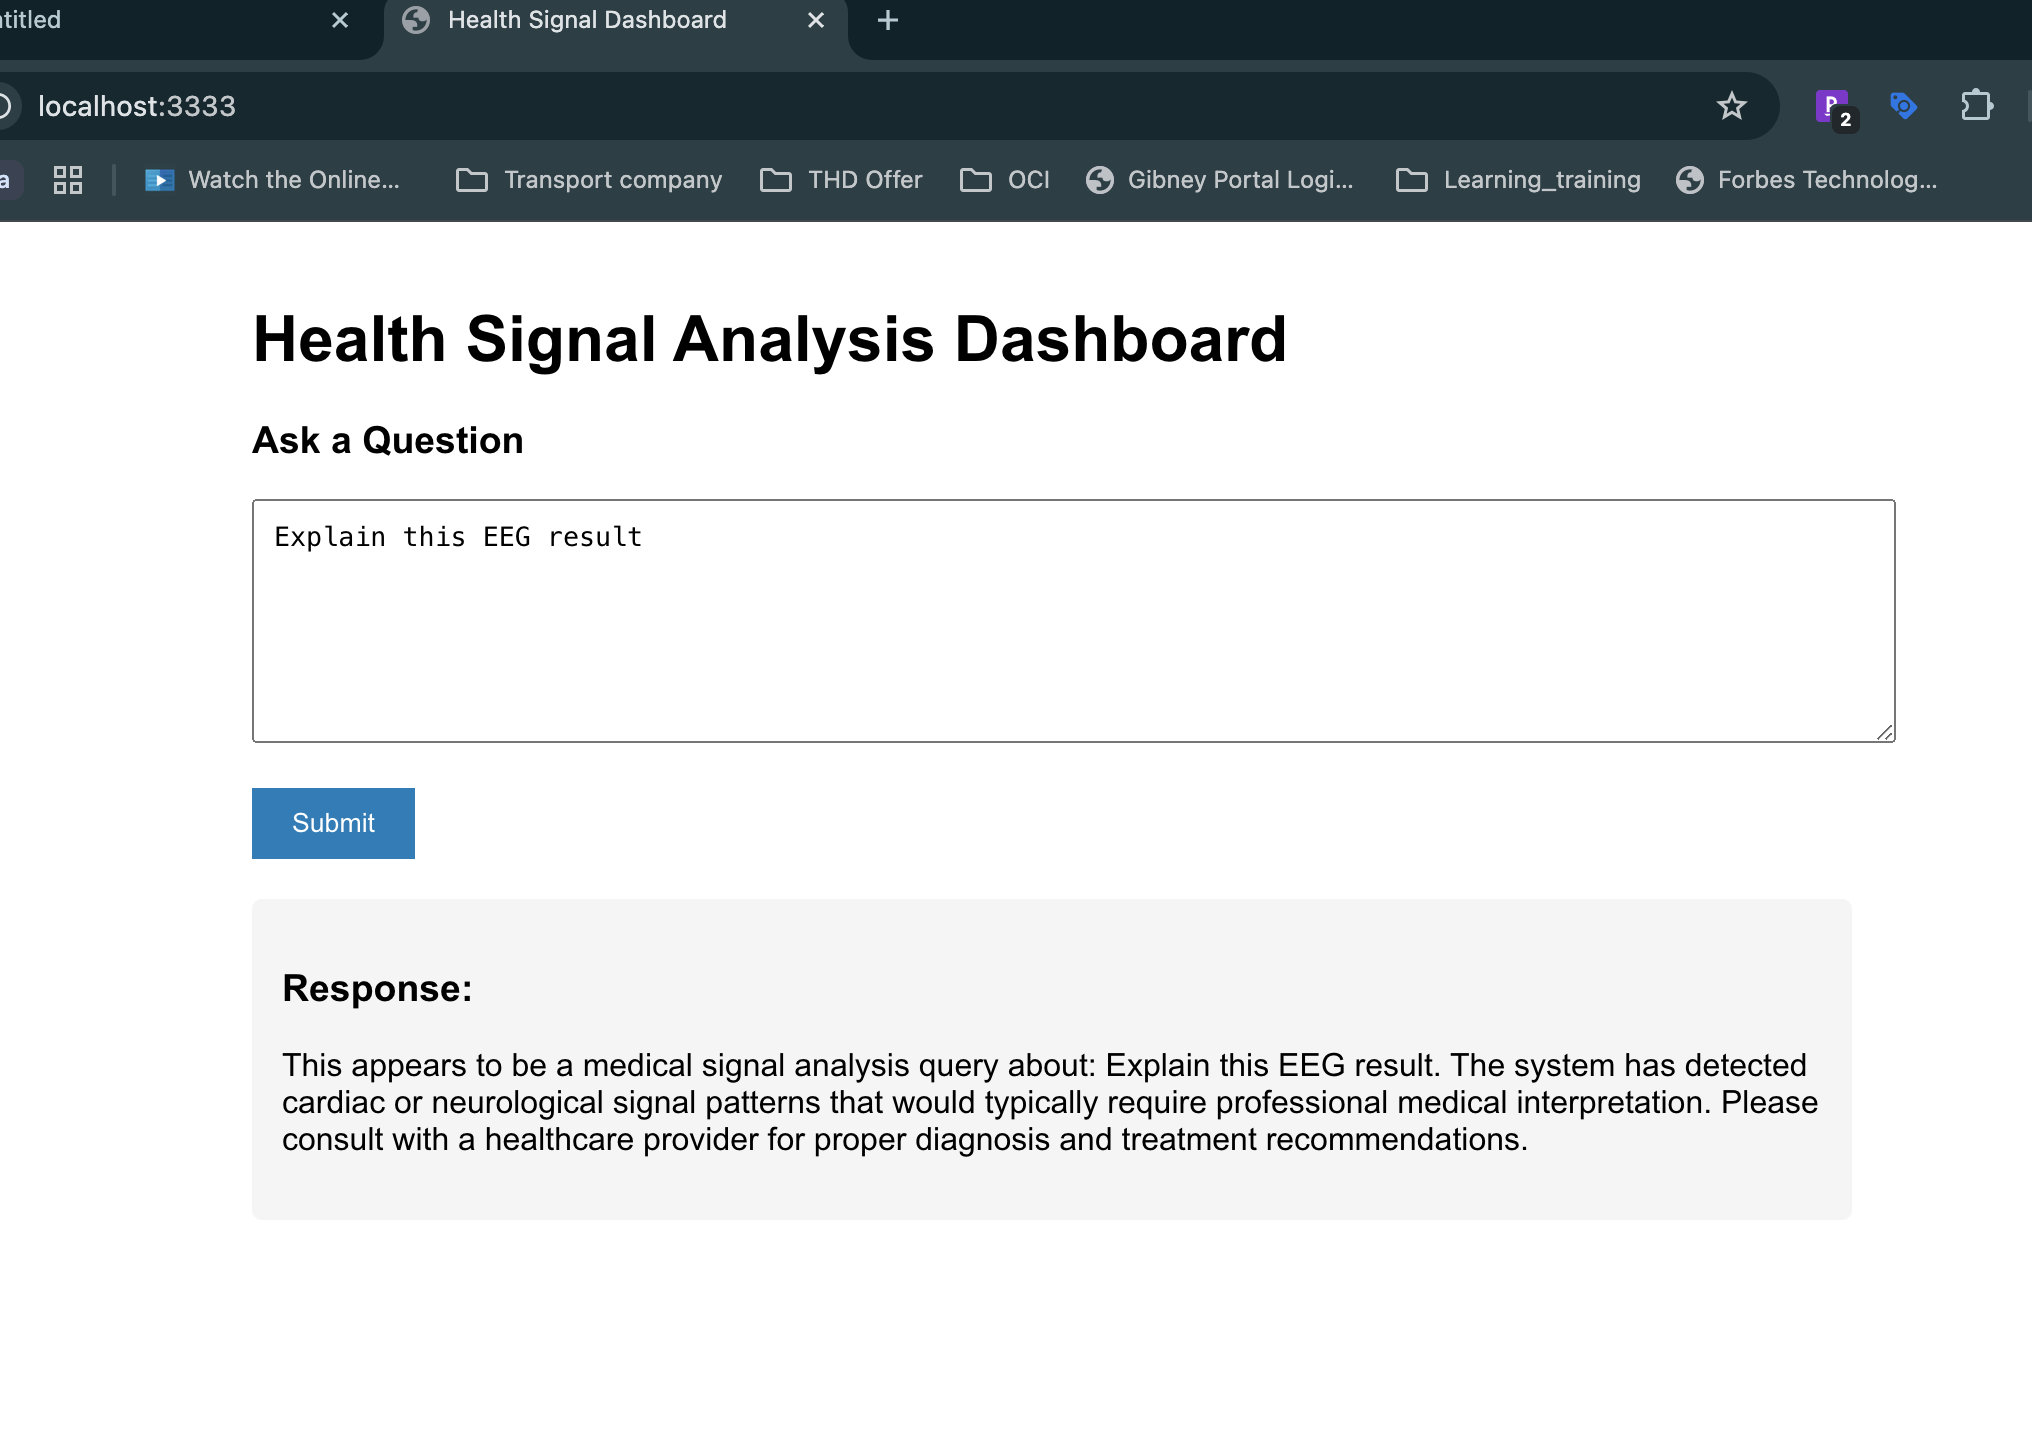 Health Signal Dashboard
localhost:3333
2
a
Watch the Online... Transport company THD Offer OCI Gibney Portal Logi... Learning_training Forbes Technolog...
Health Signal Analysis Dashboard
Ask a Question
Explain this EEG result
Submit
Response:
This appears to be a medical signal analysis query about: Explain this EEG result. The system has detected
cardiac or neurological signal patterns that would typically require professional medical interpretation. Please
consult with a healthcare provider for proper diagnosis and treatment recommendations.